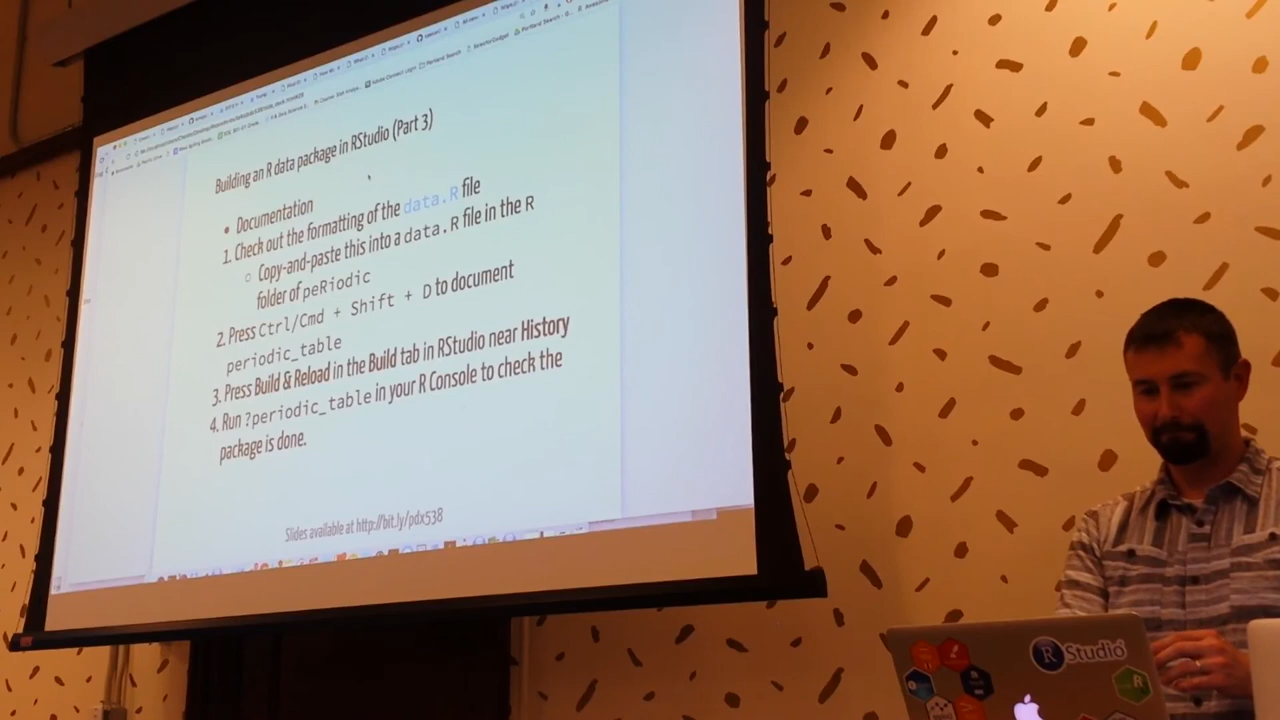 Building an R data package in RStudio (Part 3)
• Documentation
1. Check out the formatting of the data.R file
○ Copy-and-paste this into a data.R file in the R
folder of peRiodic
2. Press Ctrl/Cmd + Shift + D to document
periodic_table
3. Press Build & Reload in the Build tab in RStudio near History
4. Run ?periodic_table in your R Console to check the
package is done.
Slides available at http://bit.ly/pdx538
R Studio
R